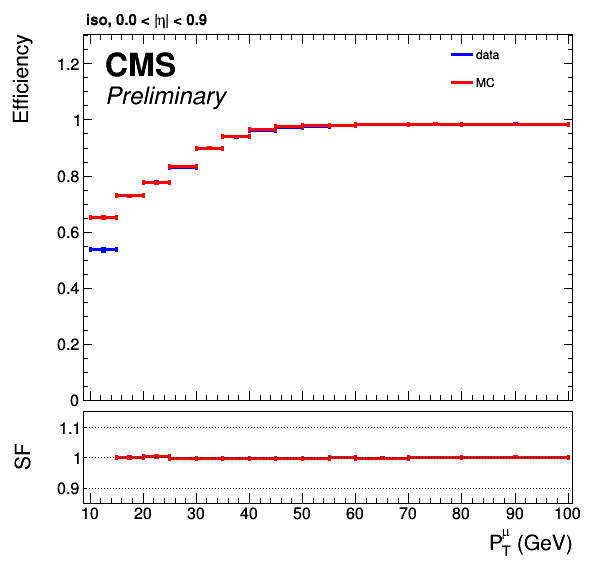 iso, 0.0 < |η| < 0.9
CMS
Preliminary
data
MC
Efficiency
1.2
1
0.8
0.6
0.4
0.2
0
SF
1.1
1
0.9
10 20 30 40 50 60 70 80 90 100
P_T^μ (GeV)